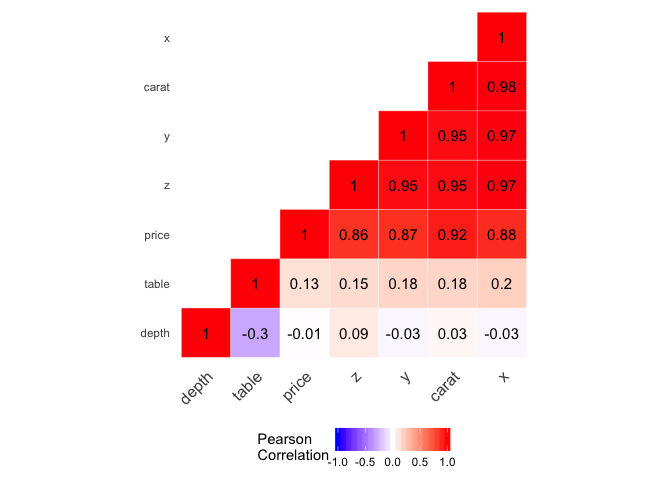 x 1
carat 1 0.98
y 1 0.95 0.97
z 1 0.95 0.95 0.97
price 1 0.86 0.87 0.92 0.88
table 1 0.13 0.15 0.18 0.18 0.2
depth 1 -0.3 -0.01 0.09 -0.03 0.03 -0.03
depth table price z y carat x
Pearson
Correlation
-1.0 -0.5 0.0 0.5 1.0